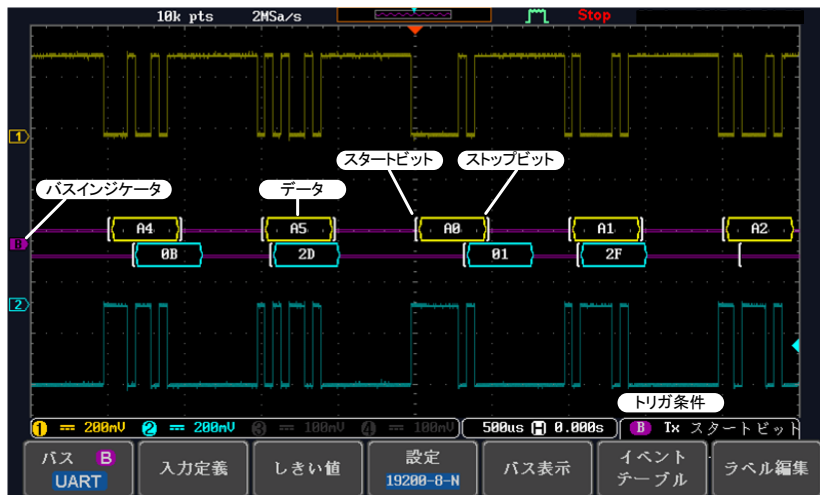 10k pts 2MSa/s Stop
1
スタートビット ストップビット
バスインジケータ データ
A4 A5 A0 A1 A2
B
0B 2D 01 2F
2
トリガ条件
1 200mV 2 200mV 3 100mV 4 100mV 500us H 0.000s B Tx スタートビット
バス B
UART
入力定義
しきい値
設定
19200-8-N
バス表示
イベント
テーブル
ラベル編集